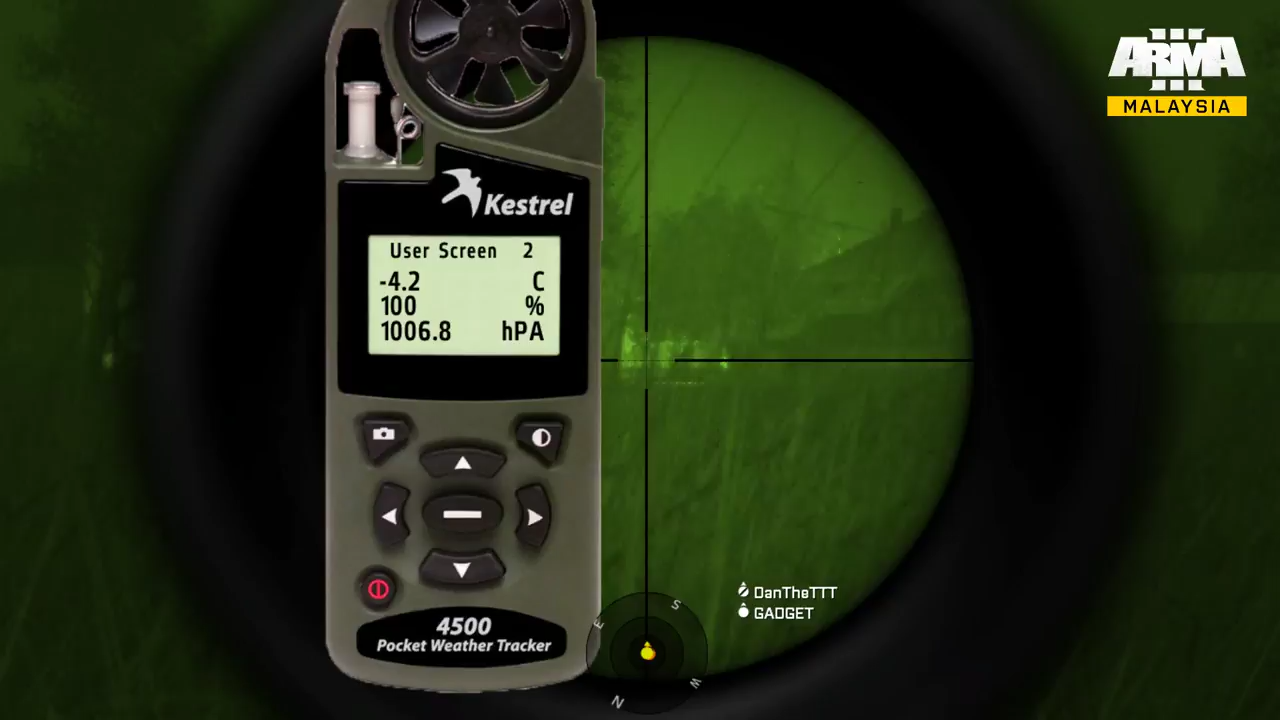 ARMA
III
MALAYSIA
Kestrel
User Screen 2
-4.2 C
100 %
1006.8 hPA
4500
Pocket Weather Tracker
DanTheTTT
GADGET
S
E
W
N